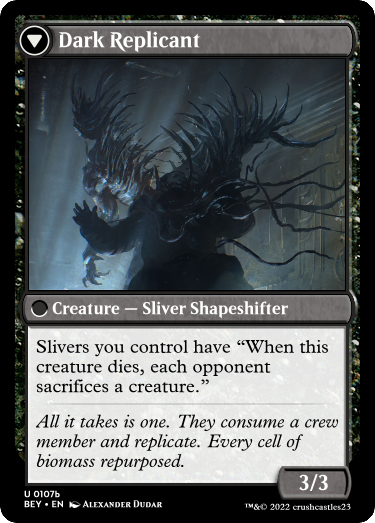 Dark Replicant
Creature — Sliver Shapeshifter
Slivers you control have “When this
creature dies, each opponent
sacrifices a creature.”
All it takes is one. They consume a crew
member and replicate. Every cell of
biomass repurposed.
3/3
U 0107b
BEY • EN Alexander Dudar
™&© 2022 crushcastles23